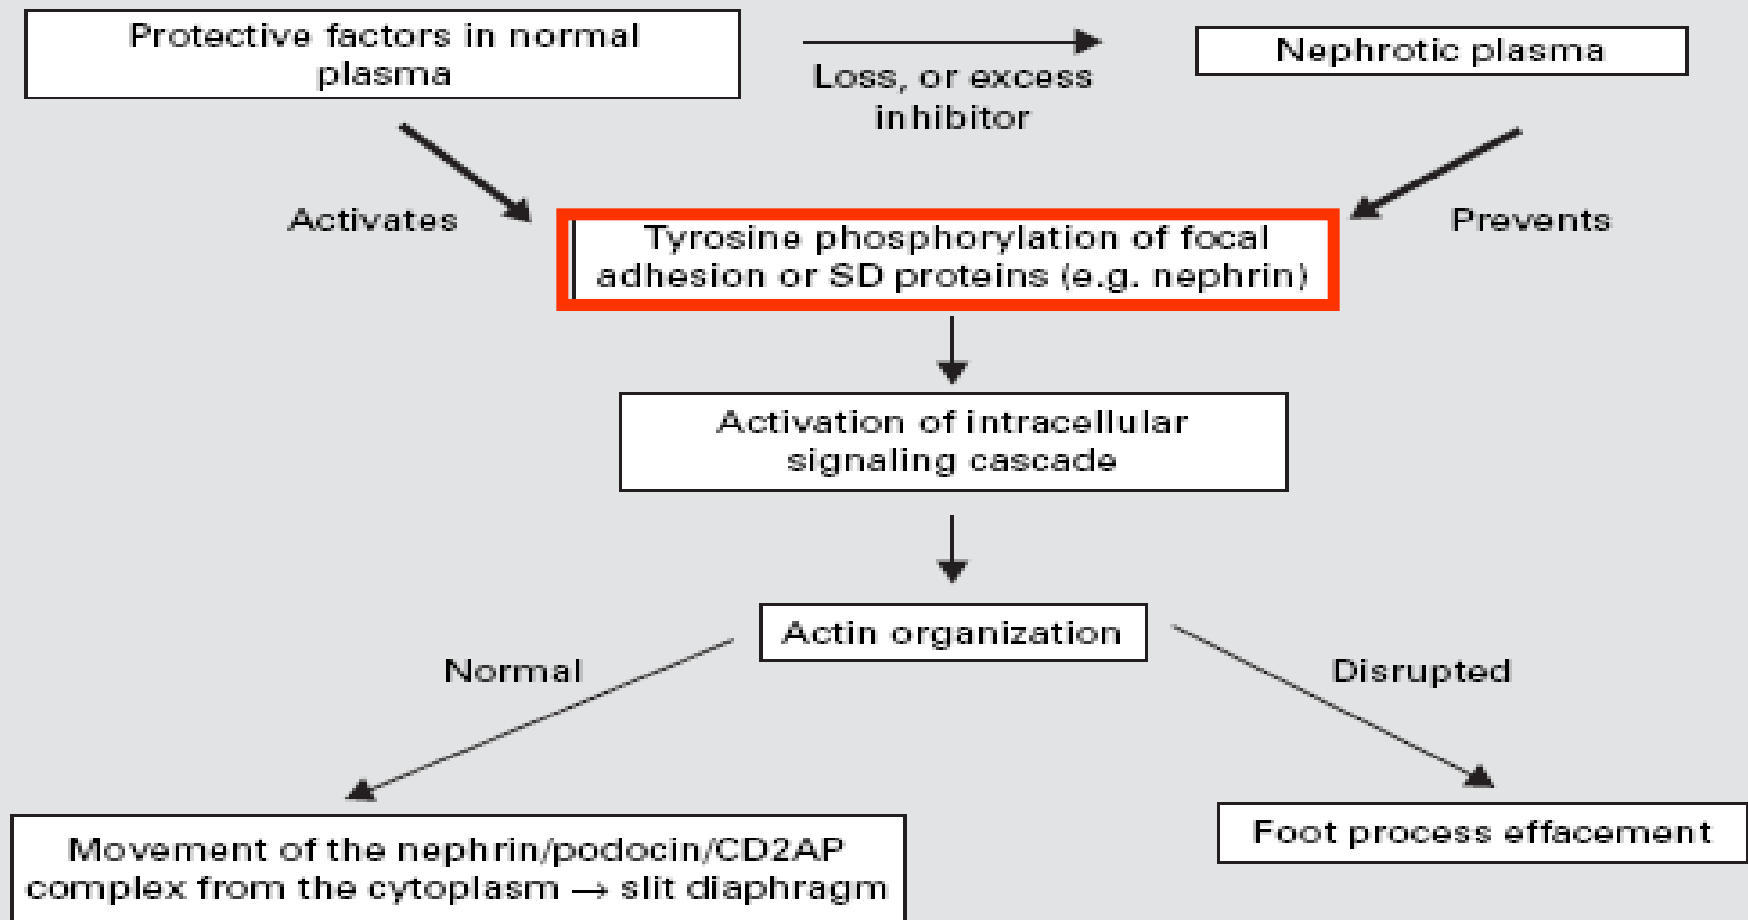 Protective factors in normal
plasma
Loss, or excess
inhibitor
Nephrotic plasma
Activates
Prevents
Tyrosine phosphorylation of focal
adhesion or SD proteins (e.g. nephrin)
Activation of intracellular
signaling cascade
Actin organization
Normal
Disrupted
Movement of the nephrin/podocin/CD2AP
complex from the cytoplasm → slit diaphragm
Foot process effacement